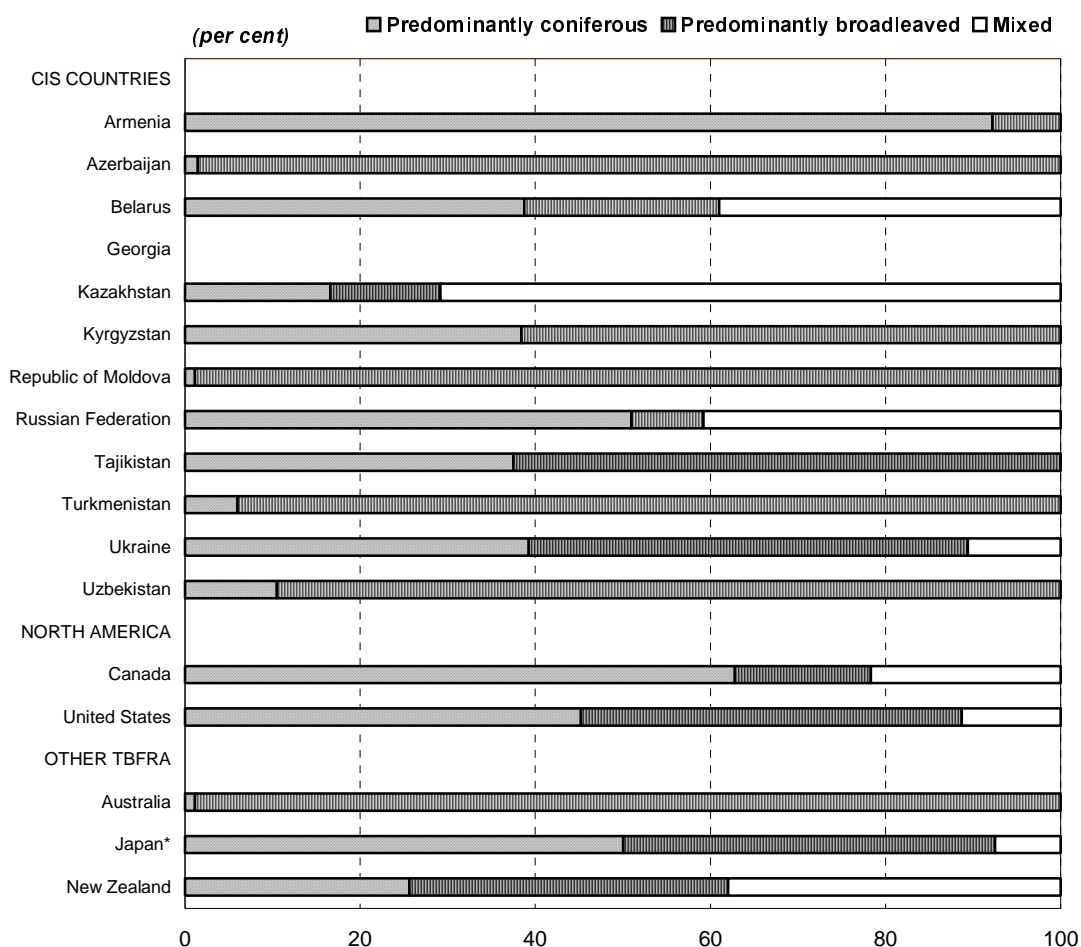 (per cent) Predominantly coniferous Predominantly broadleaved Mixed
CIS COUNTRIES
Armenia
Azerbaijan
Belarus
Georgia
Kazakhstan
Kyrgyzstan
Republic of Moldova
Russian Federation
Tajikistan
Turkmenistan
Ukraine
Uzbekistan
NORTH AMERICA
Canada
United States
OTHER TBFRA
Australia
Japan*
New Zealand
0 20 40 60 80 100